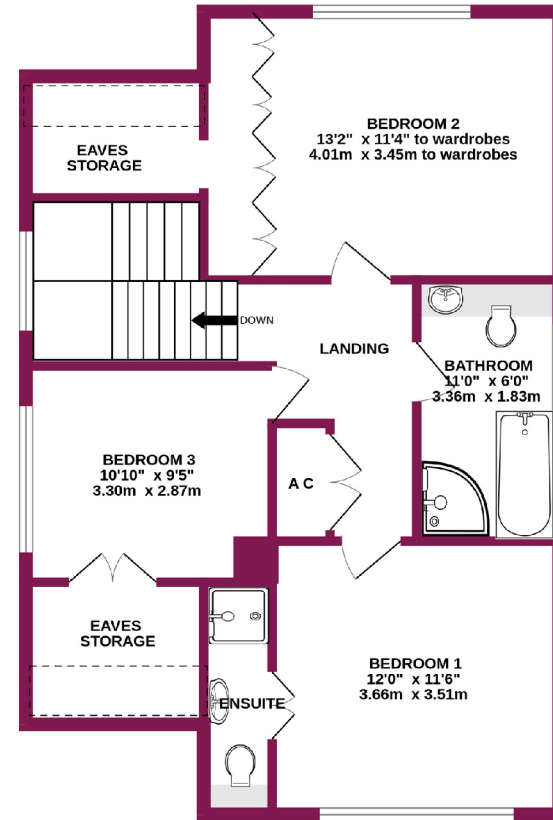 BEDROOM 2
13'2" x 11'4" to wardrobes
4.01m x 3.45m to wardrobes
EAVES
STORAGE
DOWN
LANDING
BATHROOM
11'0" x 6'0"
3.36m x 1.83m
BEDROOM 3
10'10" x 9'5"
3.30m x 2.87m
A C
EAVES
STORAGE
ENSUITE
BEDROOM 1
12'0" x 11'6"
3.66m x 3.51m